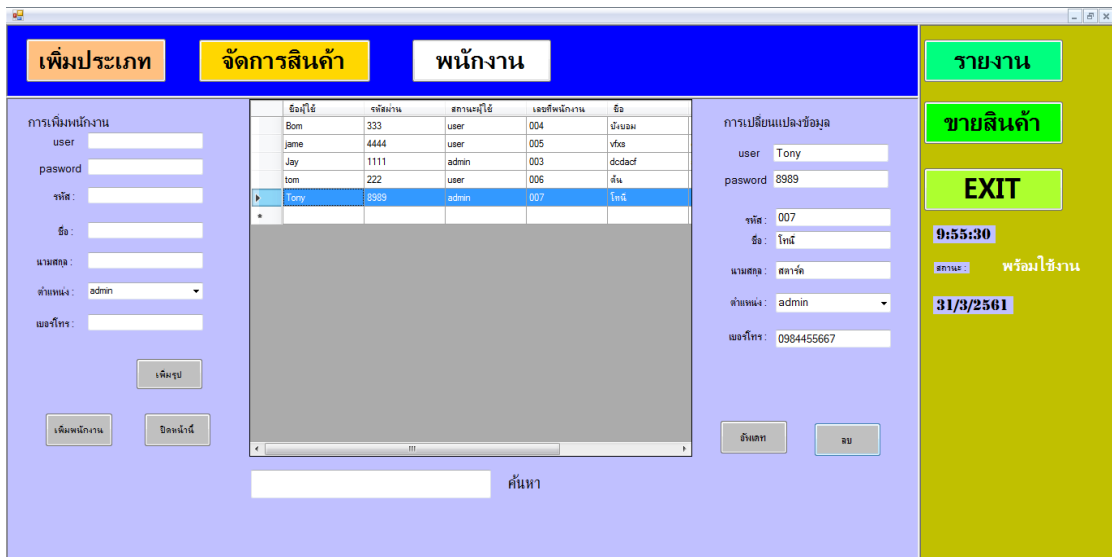 เพิ่มประเภท จัดการสินค้า พนักงาน
รายงาน
ขายสินค้า
EXIT
9:55:30
สถานะ : พร้อมใช้งาน
31/3/2561
การเพิ่มพนักงาน
user
pasword
รหัส :
ชื่อ :
นามสกุล :
ตำแหน่ง : admin
เบอร์โทร :
เพิ่มรูป
เพิ่มพนักงาน ปิดหน้านี้
ชื่อผู้ใช้ รหัสผ่าน สถานะผู้ใช้ เลขที่พนักงาน ชื่อ
Bom 333 user 004 บังบอม
jame 4444 user 005 vfxs
Jay 1111 admin 003 dcdacf
tom 222 user 006 ต้น
Tony 8989 admin 007 โทนี่
ค้นหา
การเปลี่ยนแปลงข้อมูล
user Tony
pasword 8989
รหัส : 007
ชื่อ : โทนี่
นามสกุล : สตาร์ค
ตำแหน่ง : admin
เบอร์โทร : 0984455667
อัพเดท ลบ